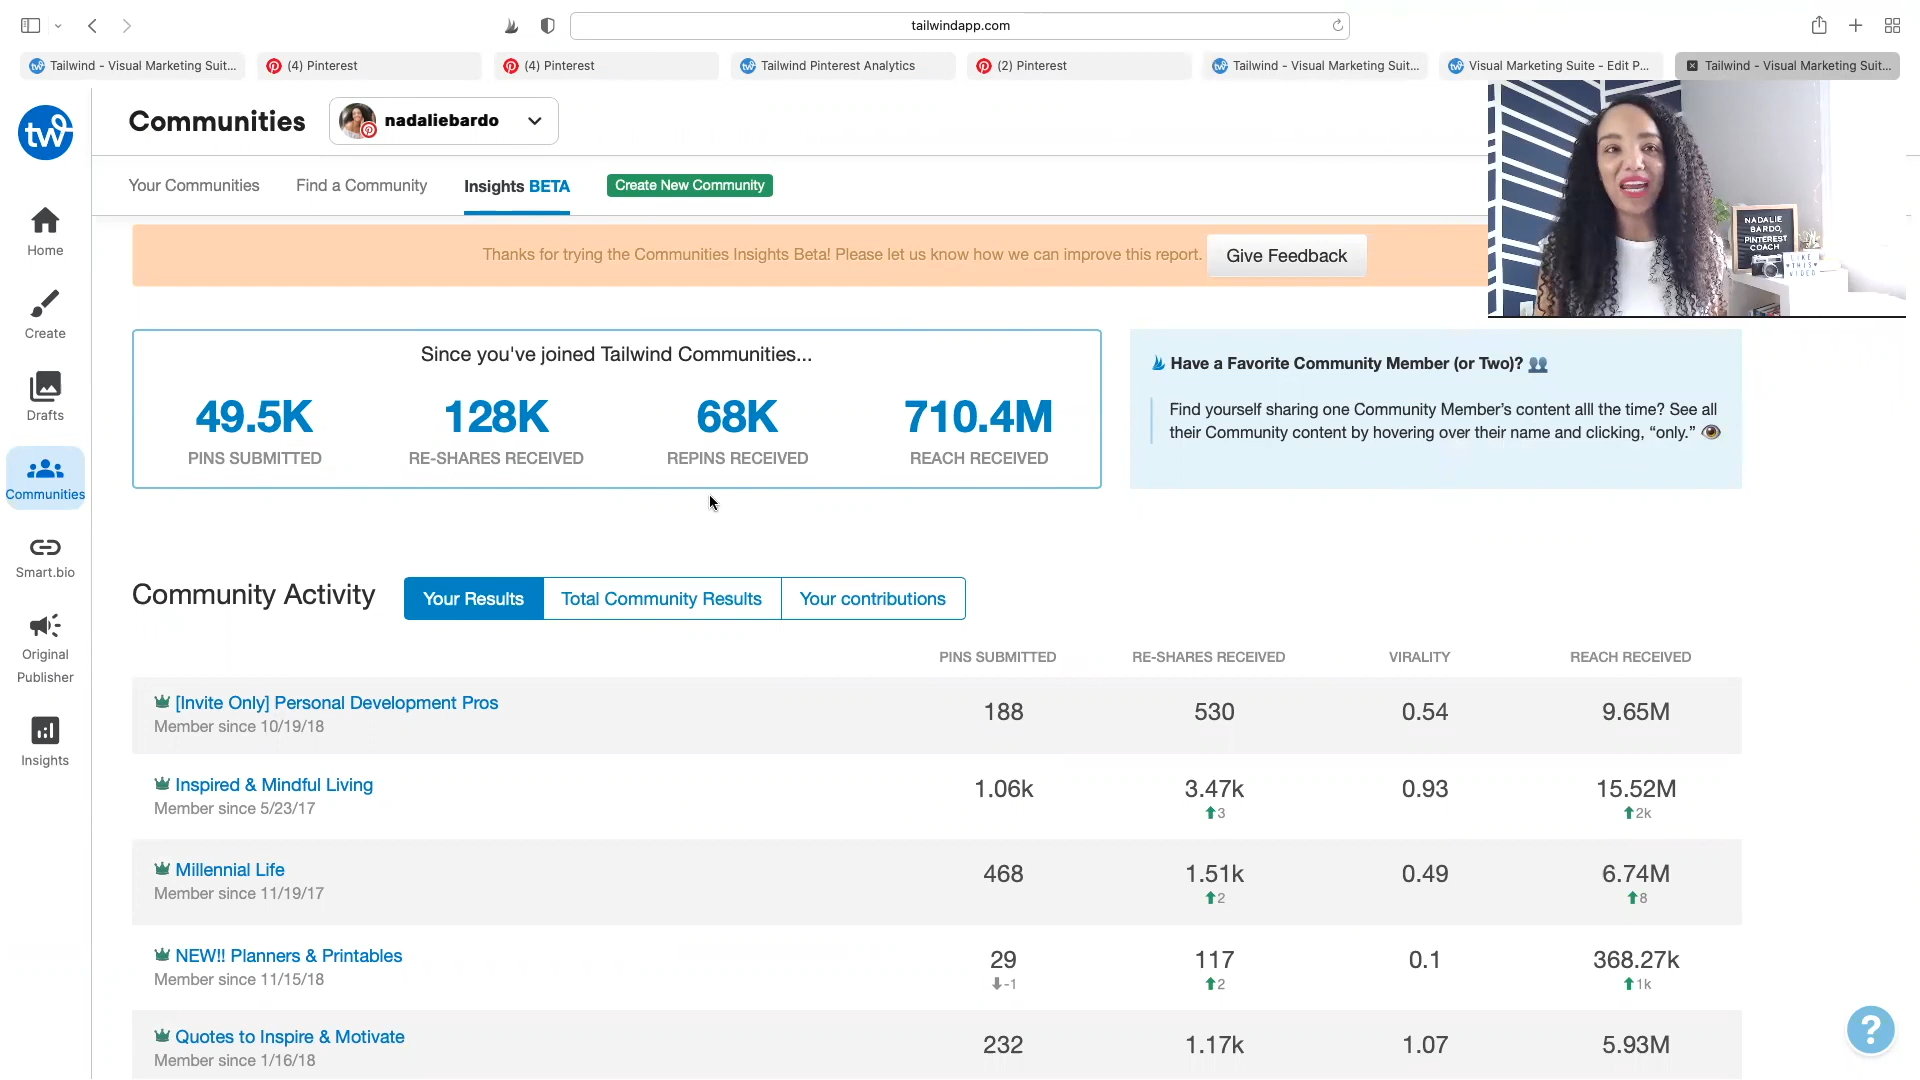 tailwindapp.com
Tailwind - Visual Marketing Suit...
(4) Pinterest
(4) Pinterest
Tailwind Pinterest Analytics
(2) Pinterest
Tailwind - Visual Marketing Suit...
Visual Marketing Suite - Edit P...
Tailwind - Visual Marketing Suit...
tw
Communities
nadaliebardo
Your Communities
Find a Community
Insights BETA
Create New Community
NADALIE
BARDO,
PINTEREST
COACH
LIKE
THIS
VIDEO
Home
Create
Drafts
Communities
Smart.bio
Original
Publisher
Insights
Thanks for trying the Communities Insights Beta! Please let us know how we can improve this report.
Give Feedback
Since you've joined Tailwind Communities...
49.5K
128K
68K
710.4M
PINS SUBMITTED
RE-SHARES RECEIVED
REPINS RECEIVED
REACH RECEIVED
Have a Favorite Community Member (or Two)?
Find yourself sharing one Community Member's content alll the time? See all
their Community content by hovering over their name and clicking, “only.”
Community Activity
Your Results
Total Community Results
Your contributions
PINS SUBMITTED
RE-SHARES RECEIVED
VIRALITY
REACH RECEIVED
[Invite Only] Personal Development Pros
Member since 10/19/18
188
530
0.54
9.65M
Inspired & Mindful Living
Member since 5/23/17
1.06k
3.47k
3
0.93
15.52M
2k
Millennial Life
Member since 11/19/17
468
1.51k
2
0.49
6.74M
8
NEW!! Planners & Printables
Member since 11/15/18
29
-1
117
2
0.1
368.27k
1k
Quotes to Inspire & Motivate
Member since 1/16/18
232
1.17k
1.07
5.93M
?